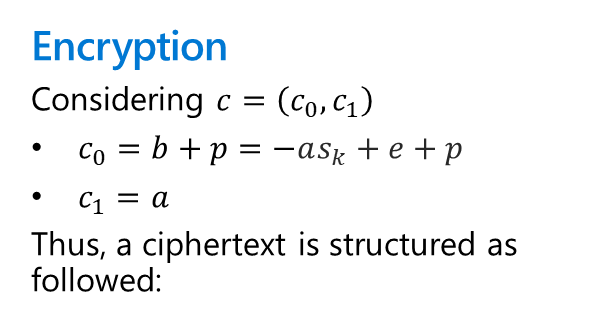 Encryption
Considering c = (c₀, c₁)
• c₀ = b + p = −asₖ + e + p
• c₁ = a
Thus, a ciphertext is structured as
followed: